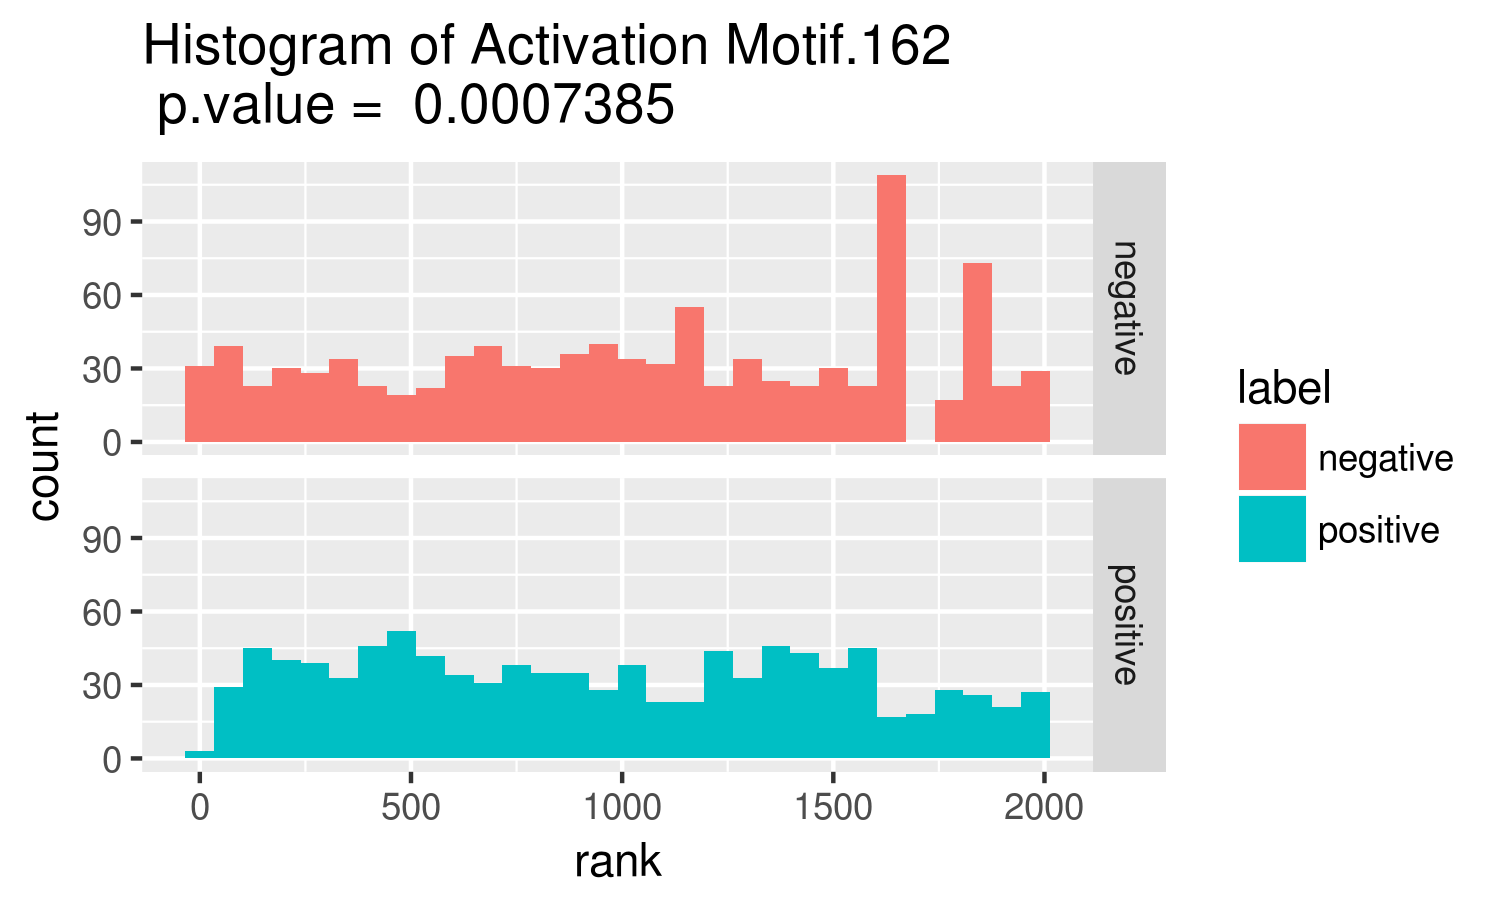 Histogram of Activation Motif.162
p.value = 0.0007385
count
90
60
30
0
negative
90
60
30
0
positive
0 500 1000 1500 2000
rank
label
negative
positive